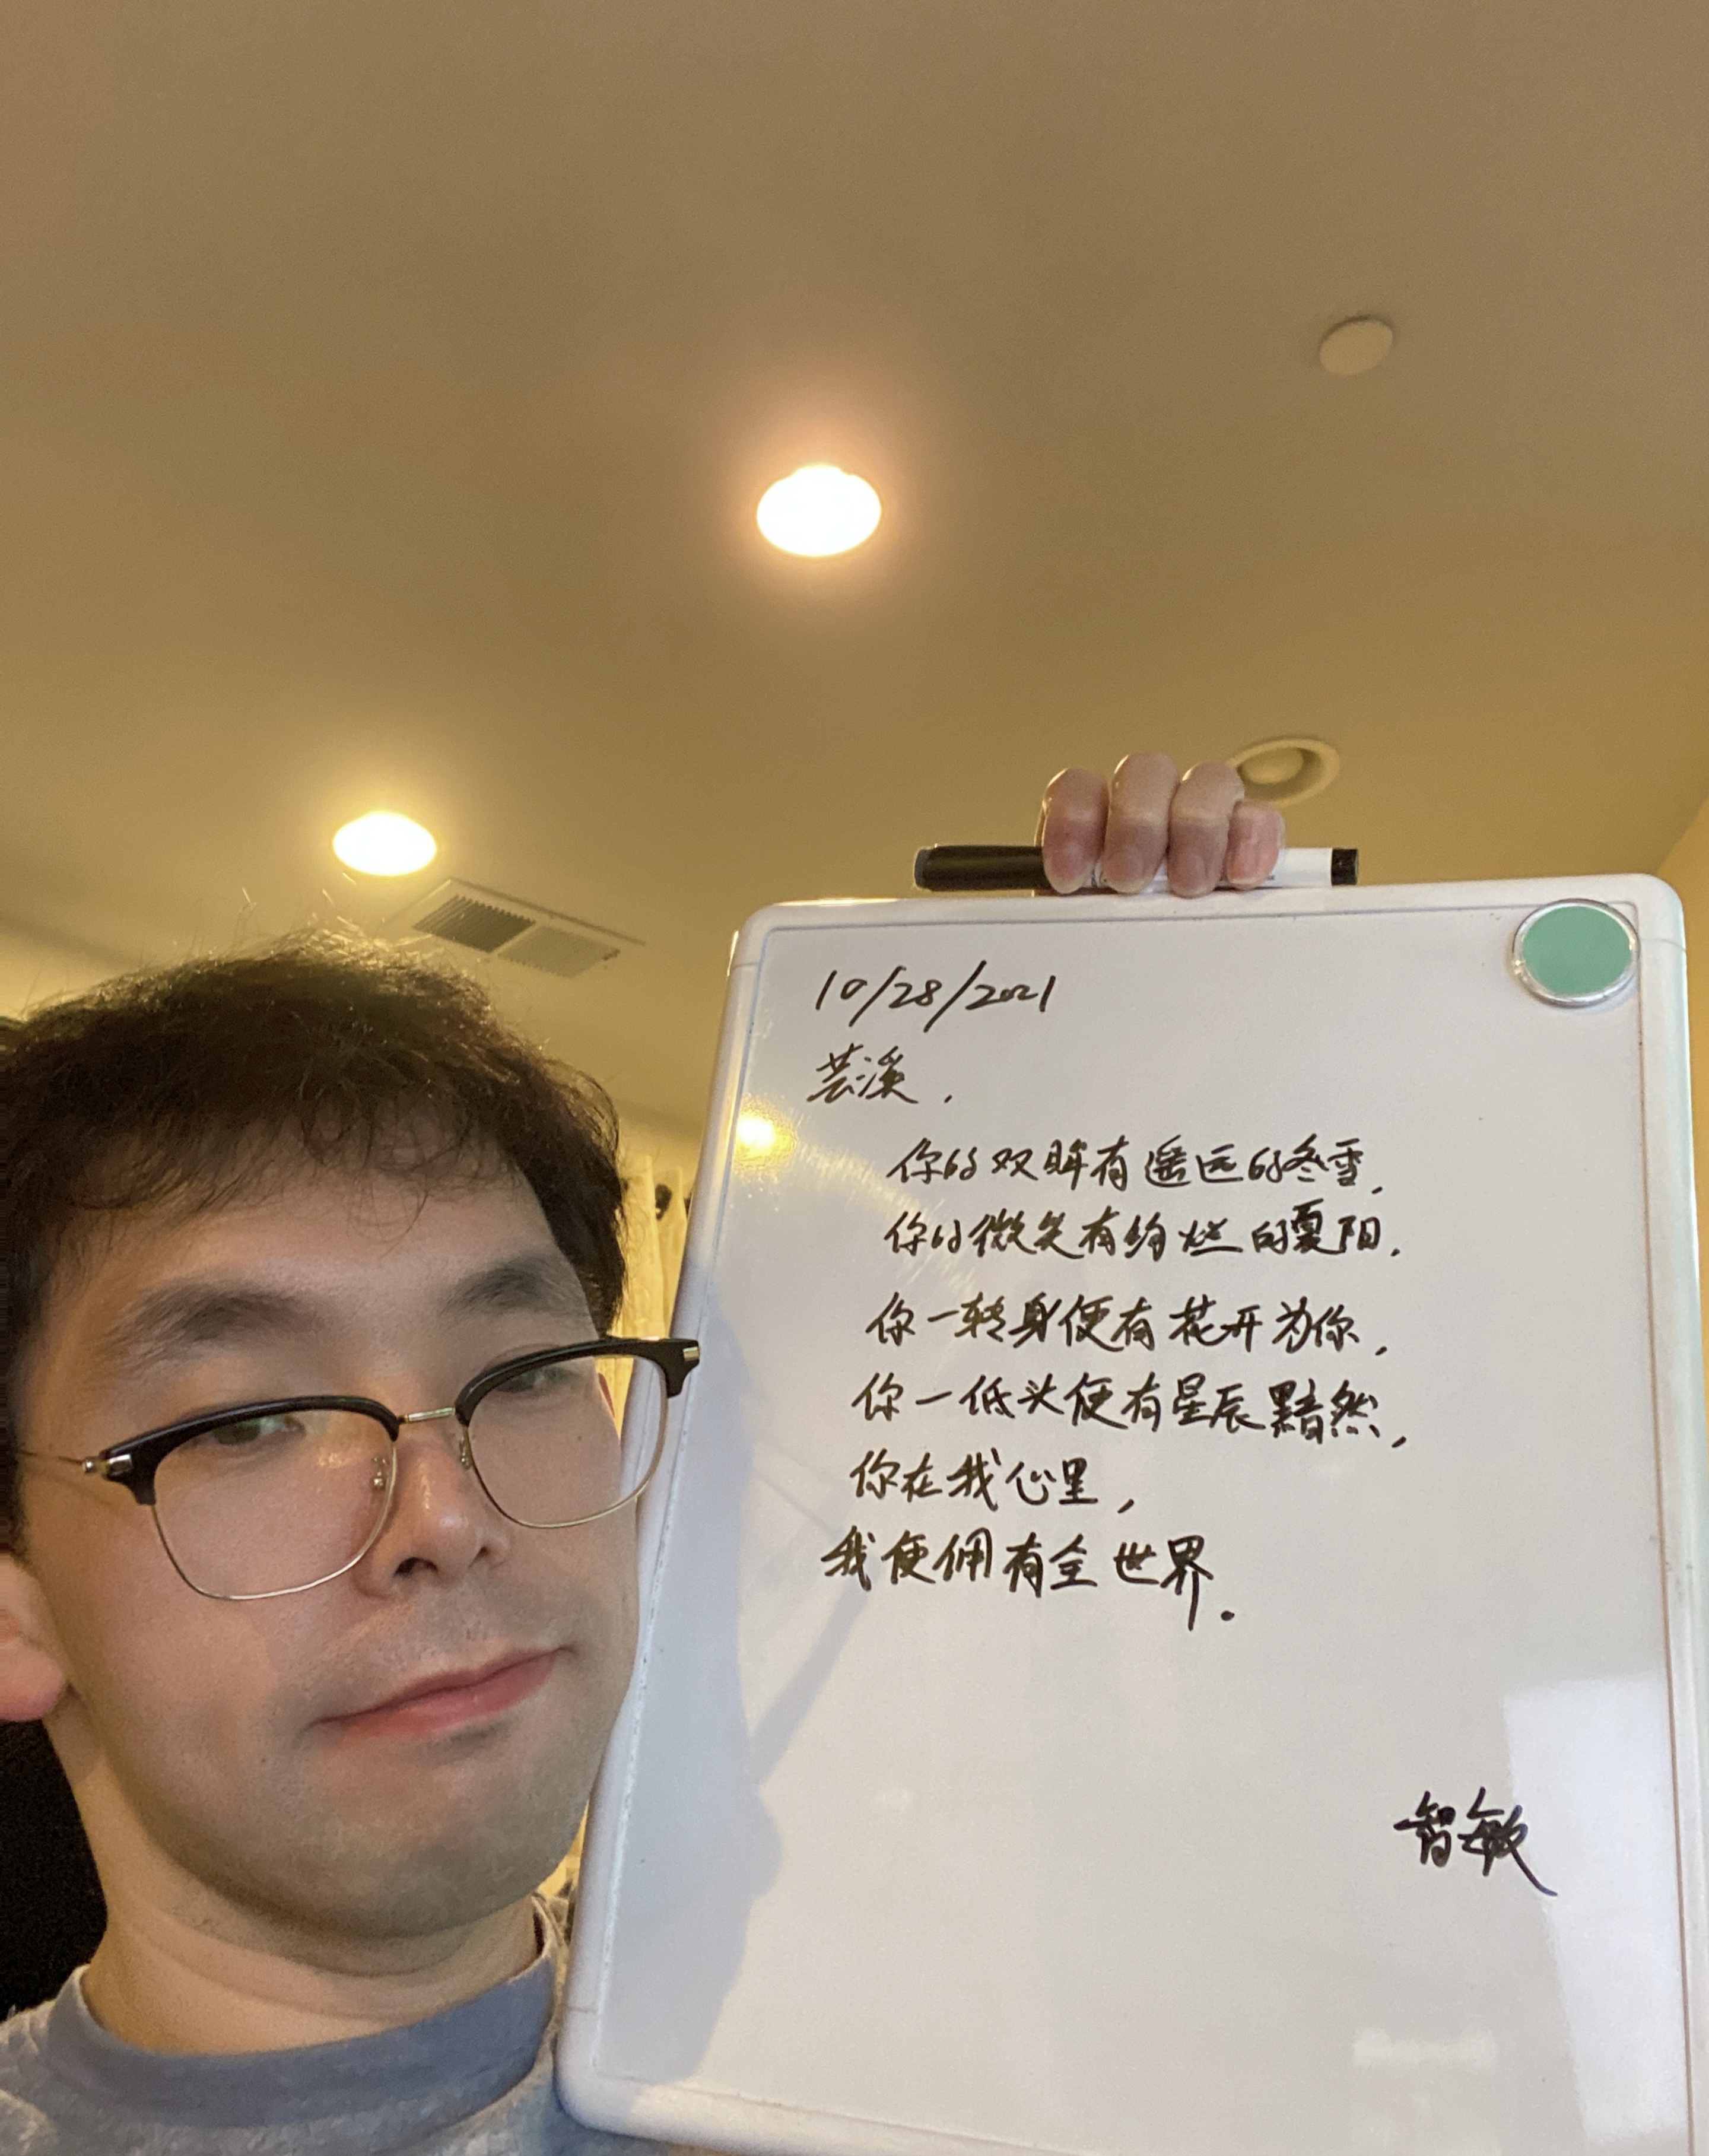 10/28/2021
芸溪，
你的双眸有遥远的冬雪，
你的微笑有绚烂的夏阳，
你一转身便有花开为你，
你一低头便有星辰黯然，
你在我心里，
我便佣有全世界.
智敏